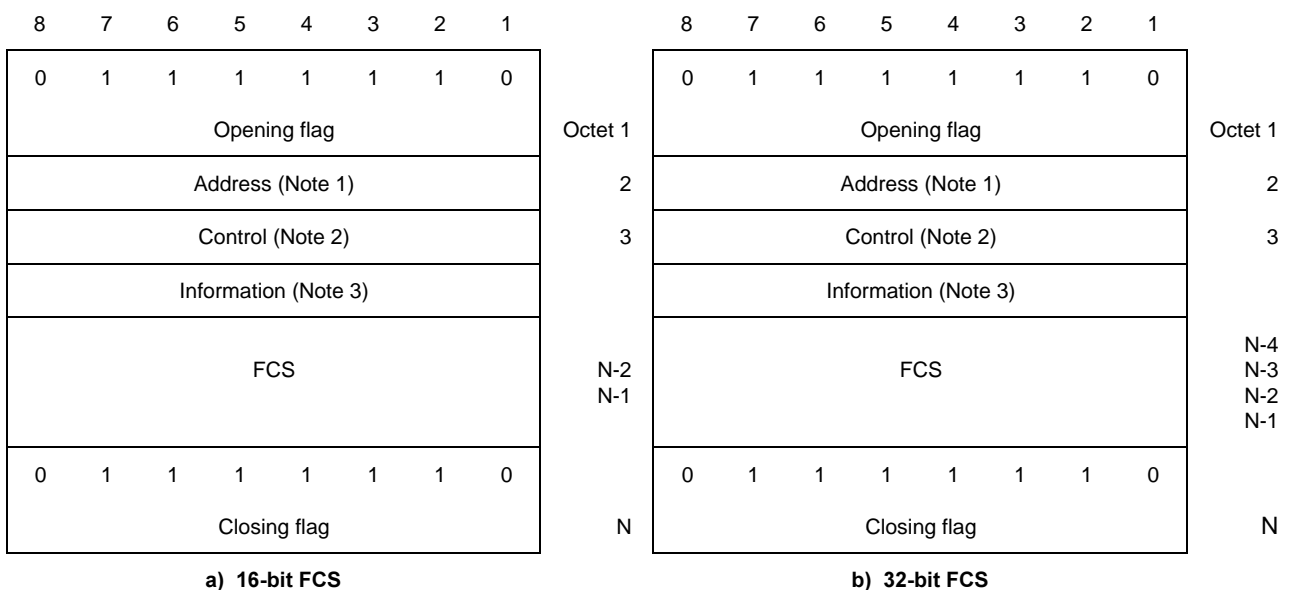 8 7 6 5 4 3 2 1
0 1 1 1 1 1 1 0
Opening flag Octet 1
Address (Note 1) 2
Control (Note 2) 3
Information (Note 3)
FCS N-2
N-1
0 1 1 1 1 1 1 0
Closing flag N
a) 16-bit FCS
8 7 6 5 4 3 2 1
0 1 1 1 1 1 1 0
Opening flag Octet 1
Address (Note 1) 2
Control (Note 2) 3
Information (Note 3)
N-4
FCS N-3
N-2
N-1
0 1 1 1 1 1 1 0
Closing flag N
b) 32-bit FCS